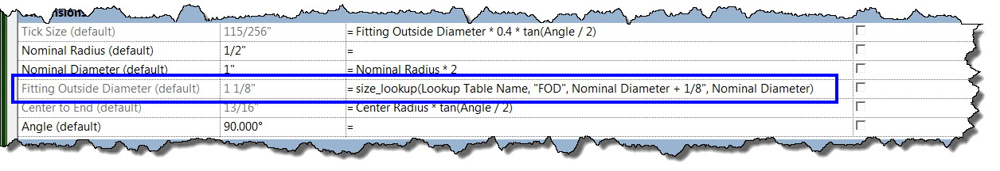 Tick Size (default) 115/256" = Fitting Outside Diameter * 0.4 * tan(Angle / 2)
Nominal Radius (default) 1/2" =
Nominal Diameter (default) 1" = Nominal Radius * 2
Fitting Outside Diameter (default) 1 1/8" = size_lookup(Lookup Table Name, "FOD", Nominal Diameter + 1/8", Nominal Diameter)
Center to End (default) 13/16" = Center Radius * tan(Angle / 2)
Angle (default) 90.000° =